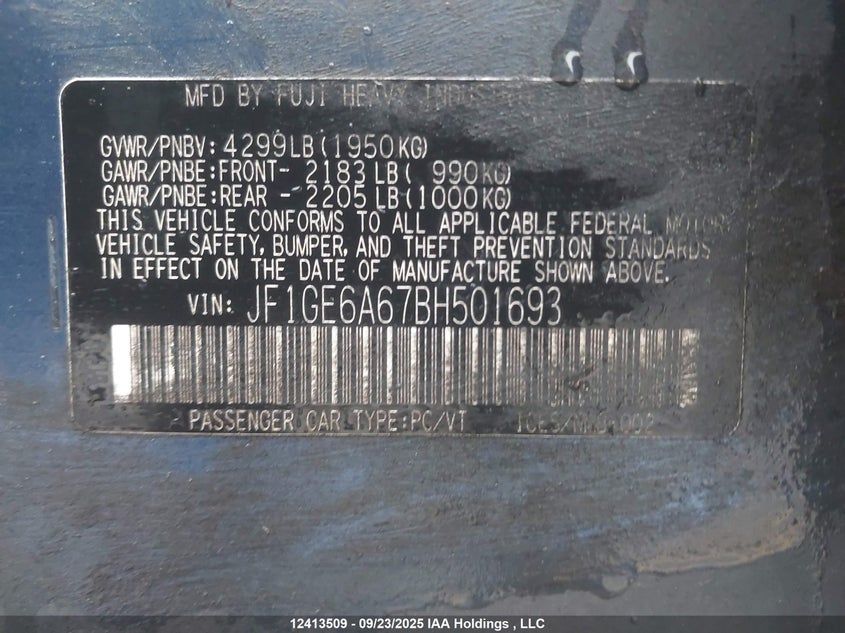 MFD BY FUJI HEAVY
GVWR/PNBV: 4299LB(1950KG)
GAWR/PNBE:FRONT- 2183 LB( 990KG)
GAWR/PNBE:REAR - 2205 LB(1000KG)
THIS VEHICLE CONFORMS TO ALL APPLICABLE FEDERAL MOTOR
VEHICLE SAFETY, BUMPER, AND THEFT PREVENTION STANDARDS
IN EFFECT ON THE DATE OF MANUFACTURE SHOWN ABOVE.
VIN: JF1GE6A67BH501693
PASSENGER CAR TYPE:PC/VT
12413509 - 09/23/2025 IAA Holdings , LLC